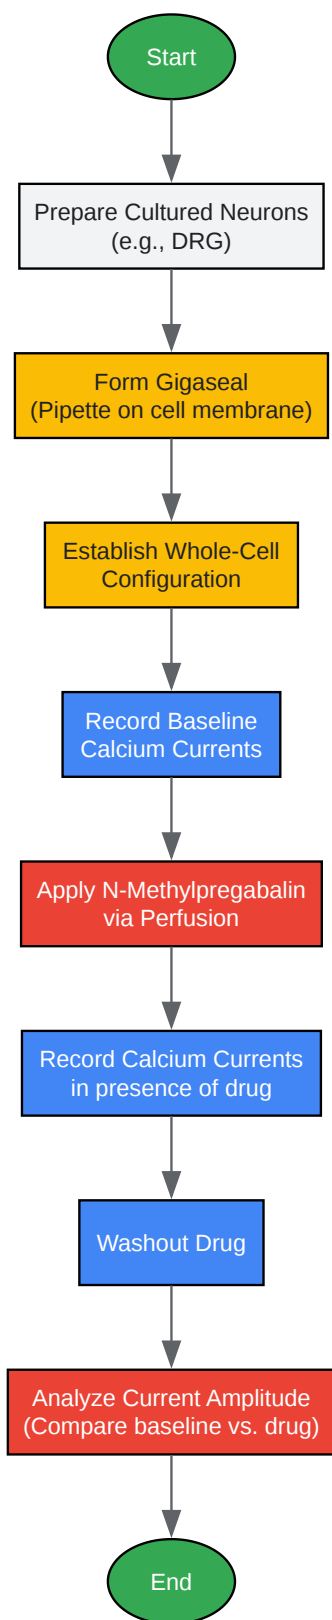 Start
Prepare Cultured Neurons
(e.g., DRG)
Form Gigaseal
(Pipette on cell membrane)
Establish Whole-Cell
Configuration
Record Baseline
Calcium Currents
Apply N-Methylpregabalin
via Perfusion
Record Calcium Currents
in presence of drug
Washout Drug
Analyze Current Amplitude
(Compare baseline vs. drug)
End